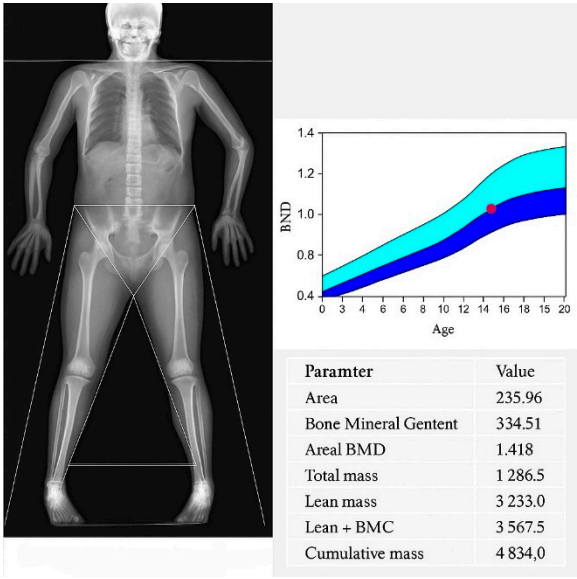 1.4
1.2
1.0
0.8
0.4
BND
0 3 4 6 6 8 10 12 14 16 15 20
Age
Paramter Value
Area 235.96
Bone Mineral Gentent 334.51
Areal BMD 1.418
Total mass 1 286.5
Lean mass 3 233.0
Lean + BMC 3 567.5
Cumulative mass 4 834,0